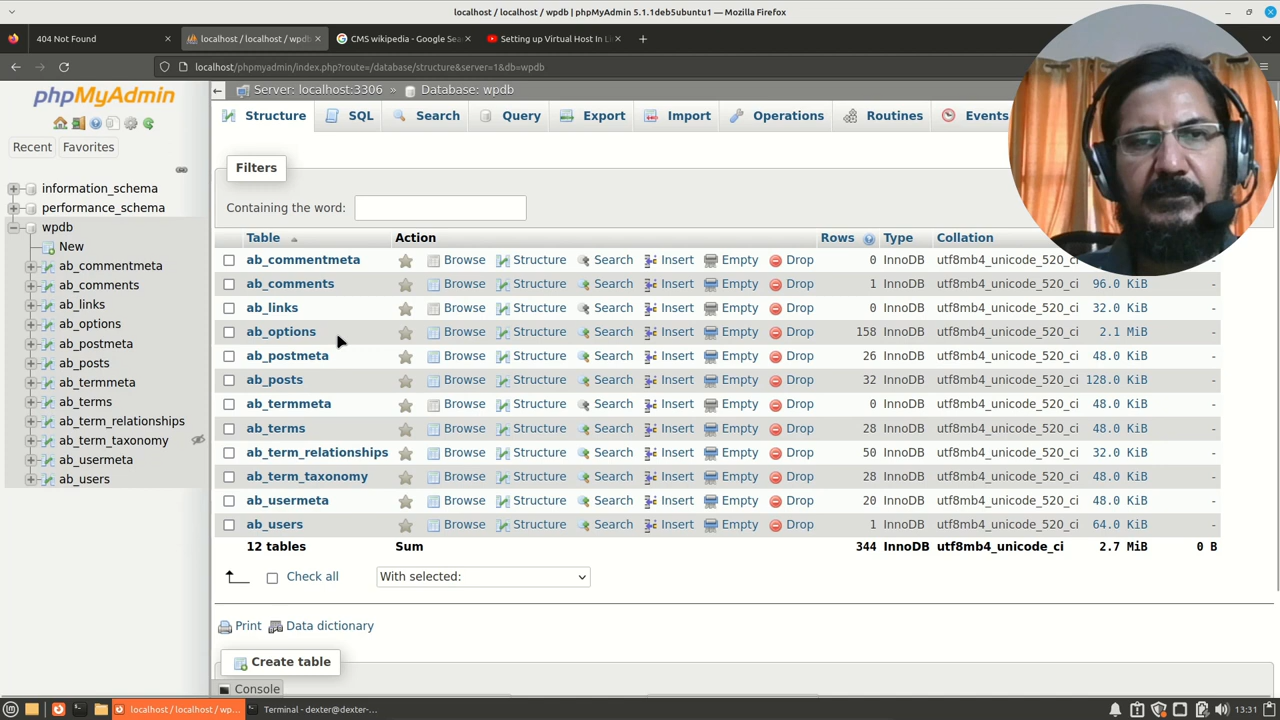 localhost / localhost / wpdb | phpMyAdmin 5.1.1deb5ubuntu1 — Mozilla Firefox
404 Not Found
localhost / localhost / wpdb
CMS wikipedia - Google Sea
Setting up Virtual Host In Li
localhost/phpmyadmin/index.php?route=/database/structure&server=1&db=wpdb
phpMyAdmin
Recent
Favorites
information_schema
performance_schema
wpdb
New
ab_commentmeta
ab_comments
ab_links
ab_options
ab_postmeta
ab_posts
ab_termmeta
ab_terms
ab_term_relationships
ab_term_taxonomy
ab_usermeta
ab_users
Server: localhost:3306 » Database: wpdb
Structure SQL Search Query Export Import Operations Routines Events
Filters
Containing the word:
Table Action Rows Type Collation
ab_commentmeta Browse Structure Search Insert Empty Drop 0 InnoDB utf8mb4_unicode_520_ci
ab_comments Browse Structure Search Insert Empty Drop 1 InnoDB utf8mb4_unicode_520_ci 96.0 KiB -
ab_links Browse Structure Search Insert Empty Drop 0 InnoDB utf8mb4_unicode_520_ci 32.0 KiB -
ab_options Browse Structure Search Insert Empty Drop 158 InnoDB utf8mb4_unicode_520_ci 2.1 MiB -
ab_postmeta Browse Structure Search Insert Empty Drop 26 InnoDB utf8mb4_unicode_520_ci 48.0 KiB -
ab_posts Browse Structure Search Insert Empty Drop 32 InnoDB utf8mb4_unicode_520_ci 128.0 KiB -
ab_termmeta Browse Structure Search Insert Empty Drop 0 InnoDB utf8mb4_unicode_520_ci 48.0 KiB -
ab_terms Browse Structure Search Insert Empty Drop 28 InnoDB utf8mb4_unicode_520_ci 48.0 KiB -
ab_term_relationships Browse Structure Search Insert Empty Drop 50 InnoDB utf8mb4_unicode_520_ci 32.0 KiB -
ab_term_taxonomy Browse Structure Search Insert Empty Drop 28 InnoDB utf8mb4_unicode_520_ci 48.0 KiB -
ab_usermeta Browse Structure Search Insert Empty Drop 20 InnoDB utf8mb4_unicode_520_ci 48.0 KiB -
ab_users Browse Structure Search Insert Empty Drop 1 InnoDB utf8mb4_unicode_520_ci 64.0 KiB -
12 tables Sum 344 InnoDB utf8mb4_unicode_ci 2.7 MiB 0 B
Check all With selected:
Print Data dictionary
Create table
Console
localhost / localhost / wp... Terminal - dexter@dexter-... 13:31